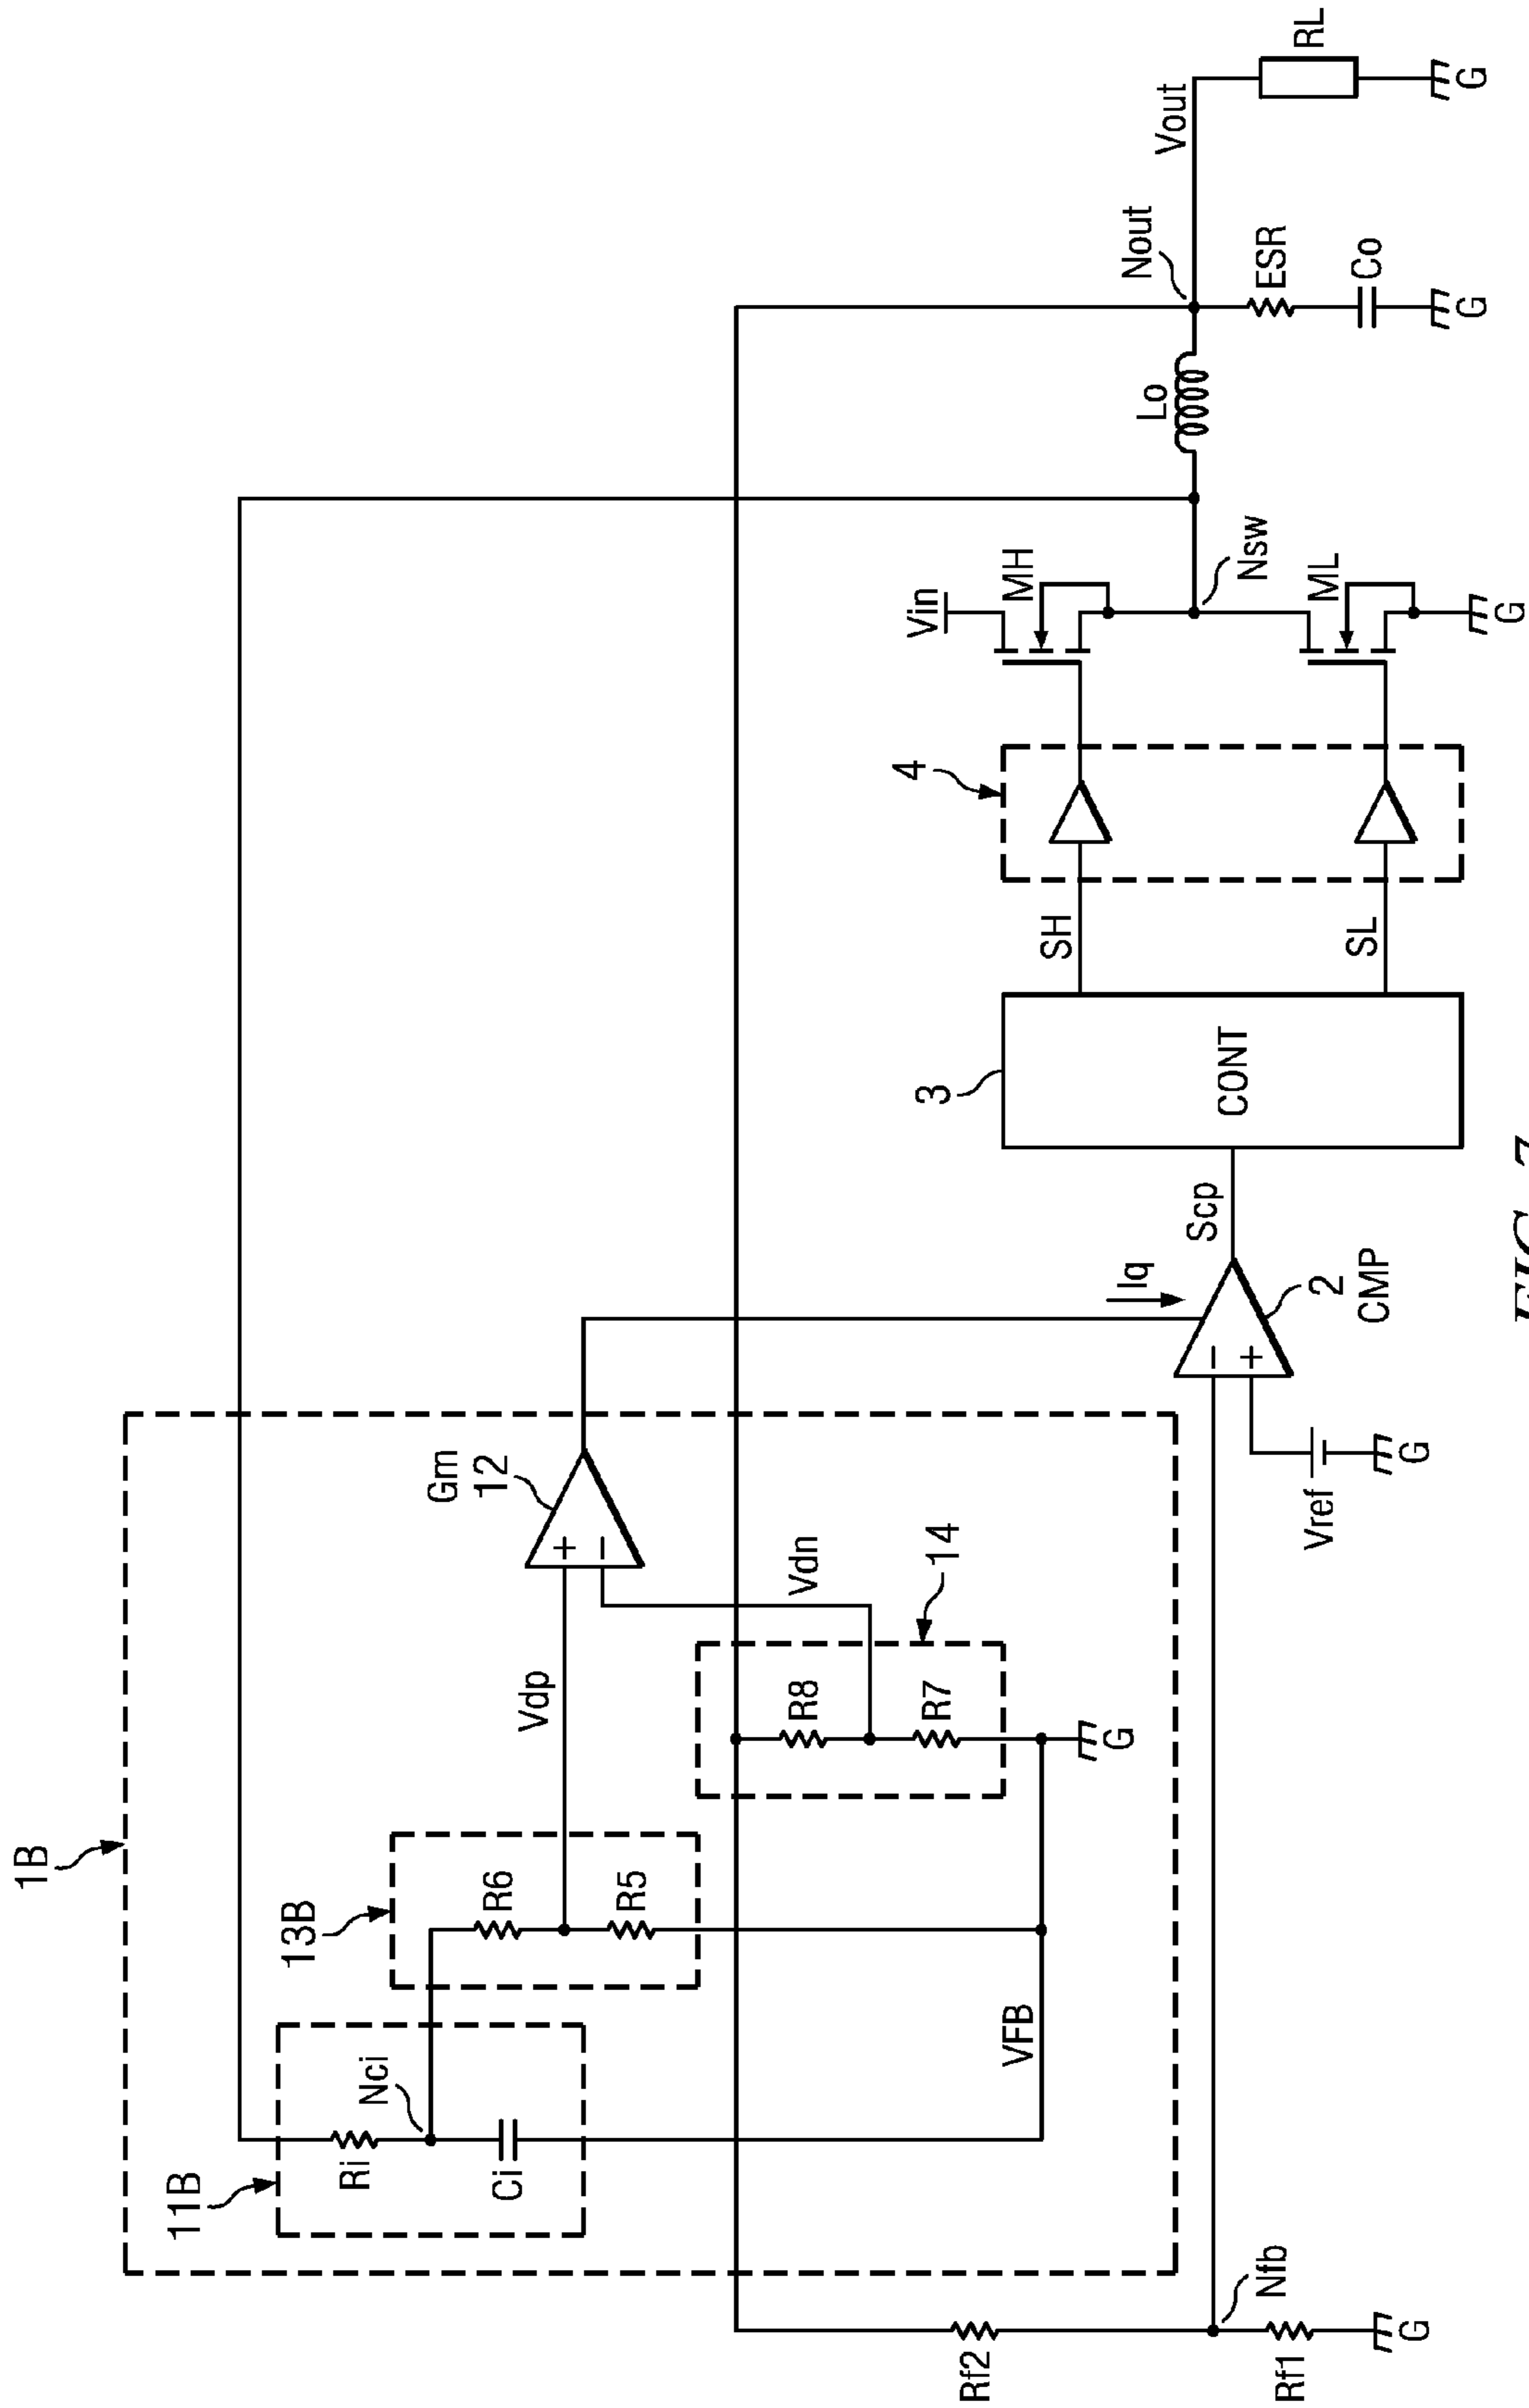 1B
11B
Ri
Nci
Ci
13B
R6
R5
Vdp
Gm
12
Vdn
14
R8
R7
G
VFB
Iq
Rf2
Nfb
Rf1
G
Vref
G
2
CMP
Scp
3
CONT
SH
SL
4
Vin
MH
Nsw
ML
G
Lo
Nout
Vout
ESR
Co
G
RL
G
FIG. 7